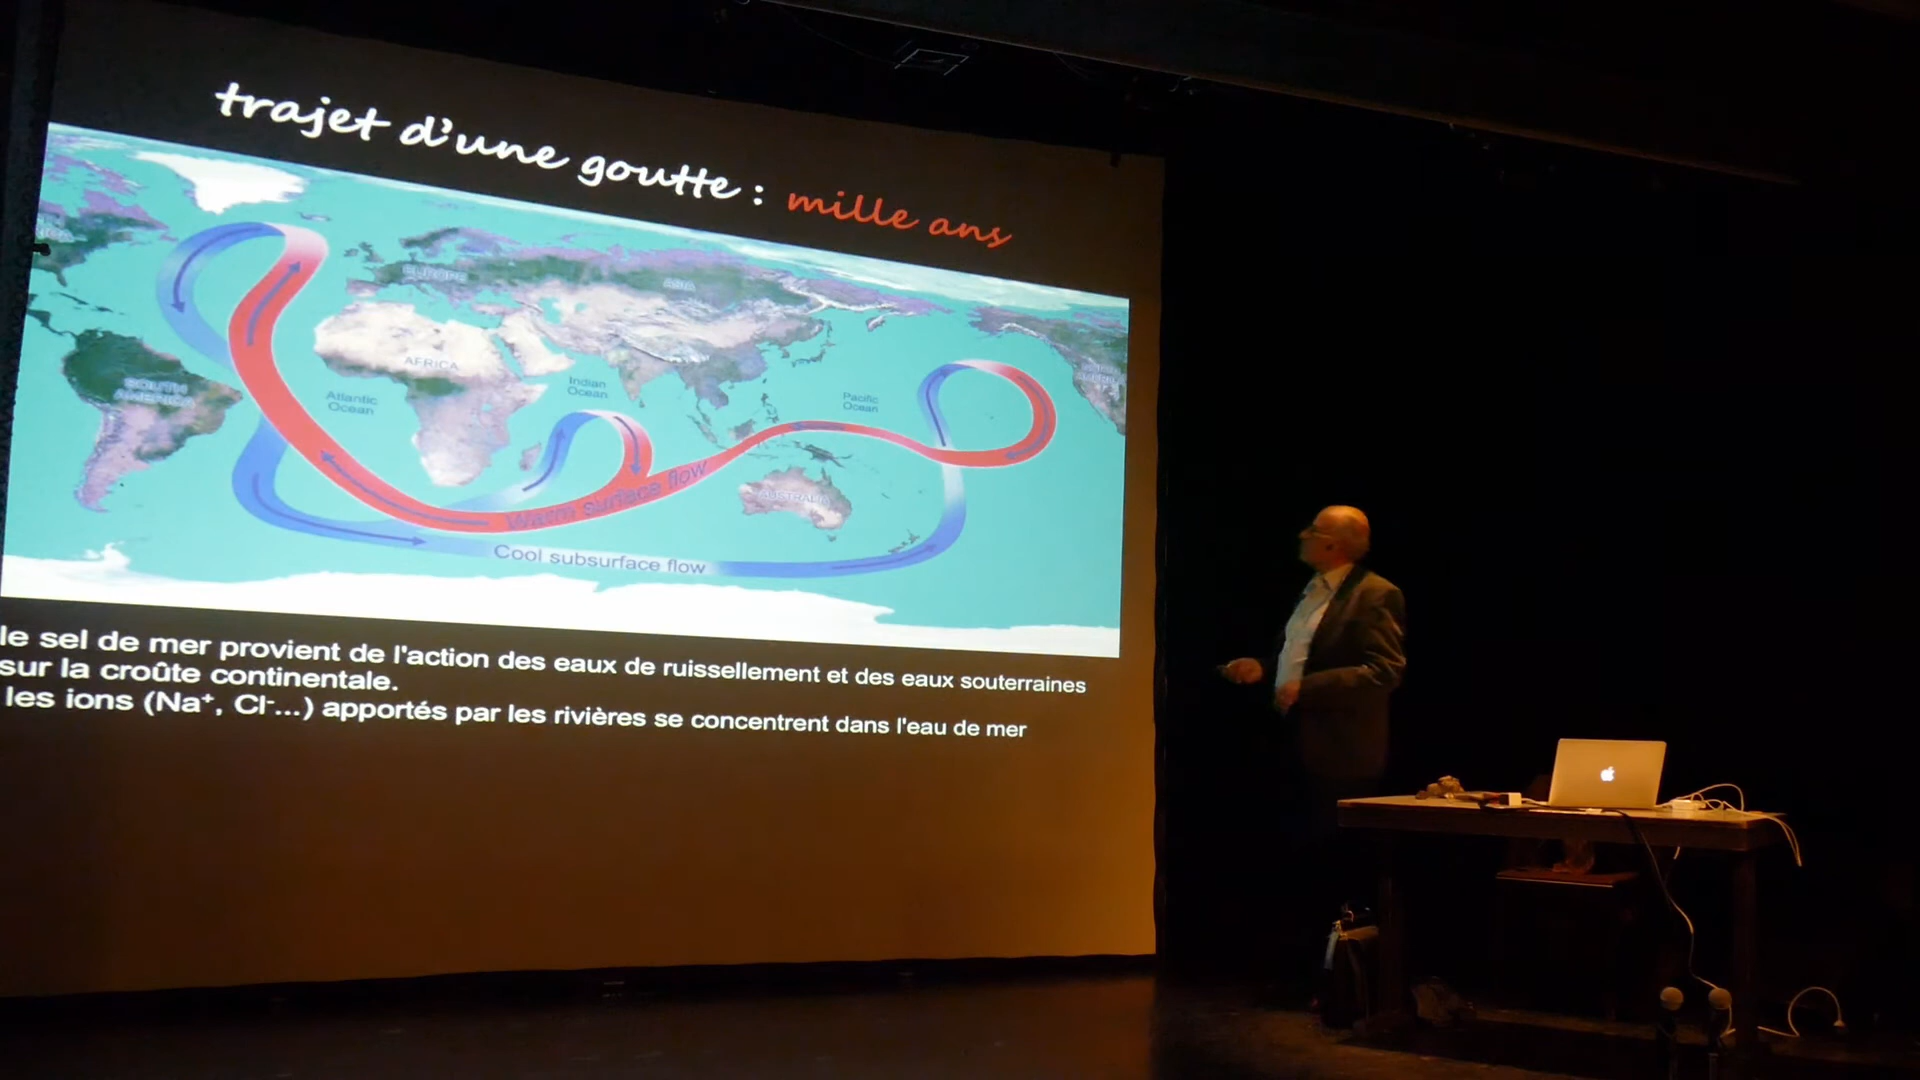 trajet d'une goutte : mille ans
EUROPE
ASIA
AFRICA
SOUTH
AMERICA
Atlantic
Ocean
Indian
Ocean
Pacific
Ocean
AUSTRALIA
Warm surface flow
Cool subsurface flow
le sel de mer provient de l'action des eaux de ruissellement et des eaux souterraines
sur la croûte continentale.
les ions (Na⁺, Cl⁻...) apportés par les rivières se concentrent dans l'eau de mer